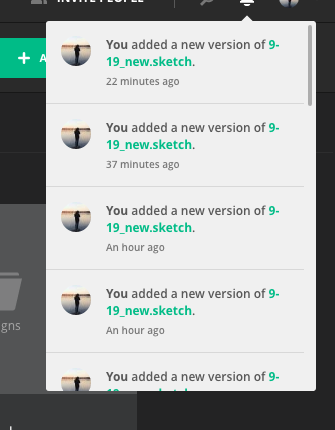 INVITE PEOPLE
You added a new version of 9-
19_new.sketch.
22 minutes ago
You added a new version of 9-
19_new.sketch.
37 minutes ago
You added a new version of 9-
19_new.sketch.
An hour ago
You added a new version of 9-
19_new.sketch.
An hour ago
You added a new version of 9-
19_new.sketch.
+ A
gns